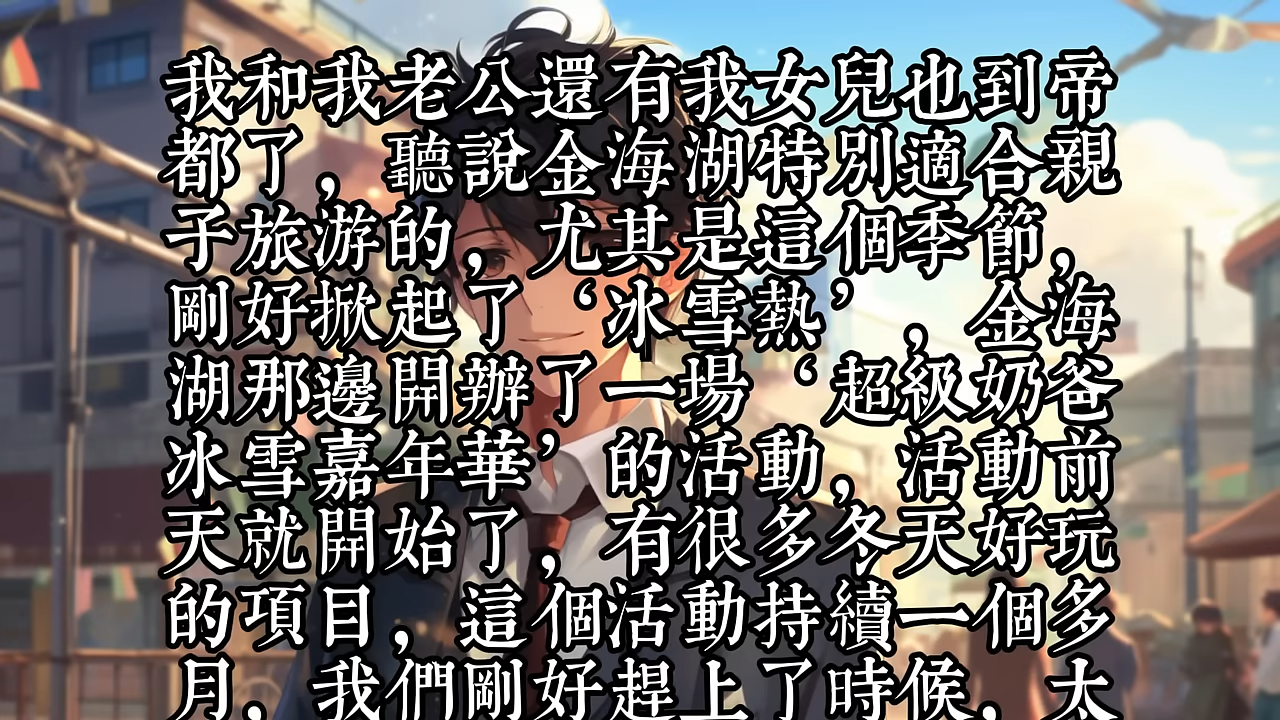 我和我老公還有我女兒也到帝
都了，聽說金海湖特別適合親
子旅游的，尤其是這個季節，
剛好掀起了‘冰雪熱’，金海
湖那邊開辦了一場‘超級奶爸
冰雪嘉年華’的活動，活動前
天就開始了，有很多冬天好玩
的項目，這個活動持續一個多
月，我們剛好趕上了時候，太